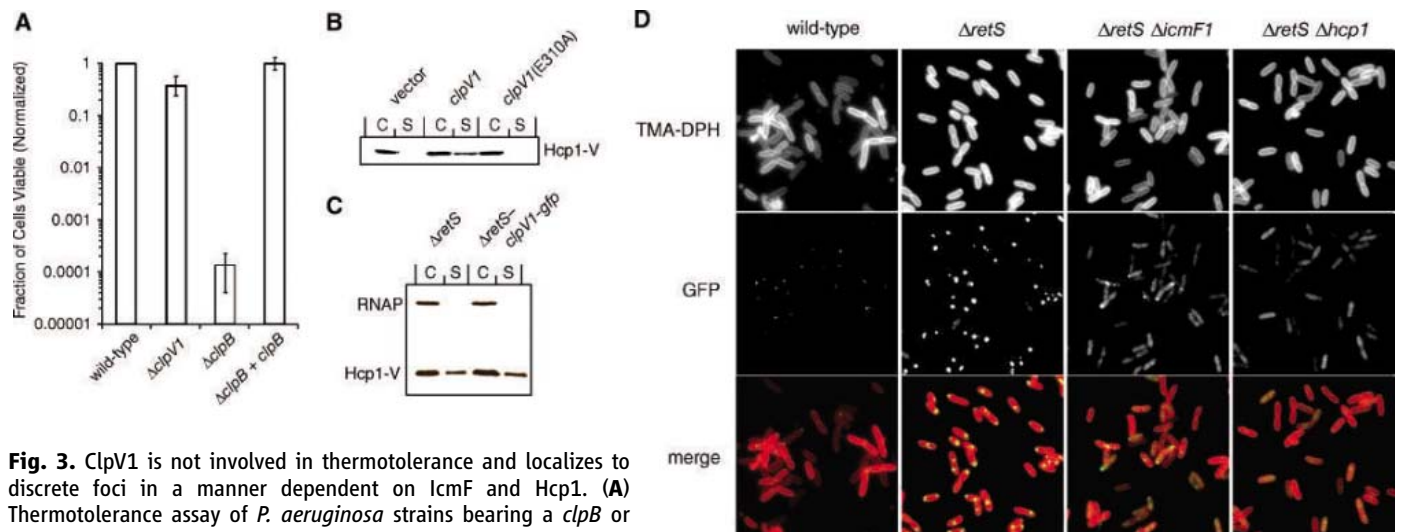 A
Fraction of Cells Viable (Normalized)
1
0.1
0.01
0.001
0.0001
0.00001
wild-type
ΔclpV1
ΔclpB
ΔclpB + clpB
B
vector
clpV1
clpV1(E310A)
C S C S C S
Hcp1-V
C
ΔretS
ΔretS–
clpV1-gfp
C S C S
RNAP
Hcp1-V
D
wild-type
ΔretS
ΔretS ΔicmF1
ΔretS Δhcp1
TMA-DPH
GFP
merge
Fig. 3. ClpV1 is not involved in thermotolerance and localizes to
discrete foci in a manner dependent on IcmF and Hcp1. (A)
Thermotolerance assay of P. aeruginosa strains bearing a clpB or